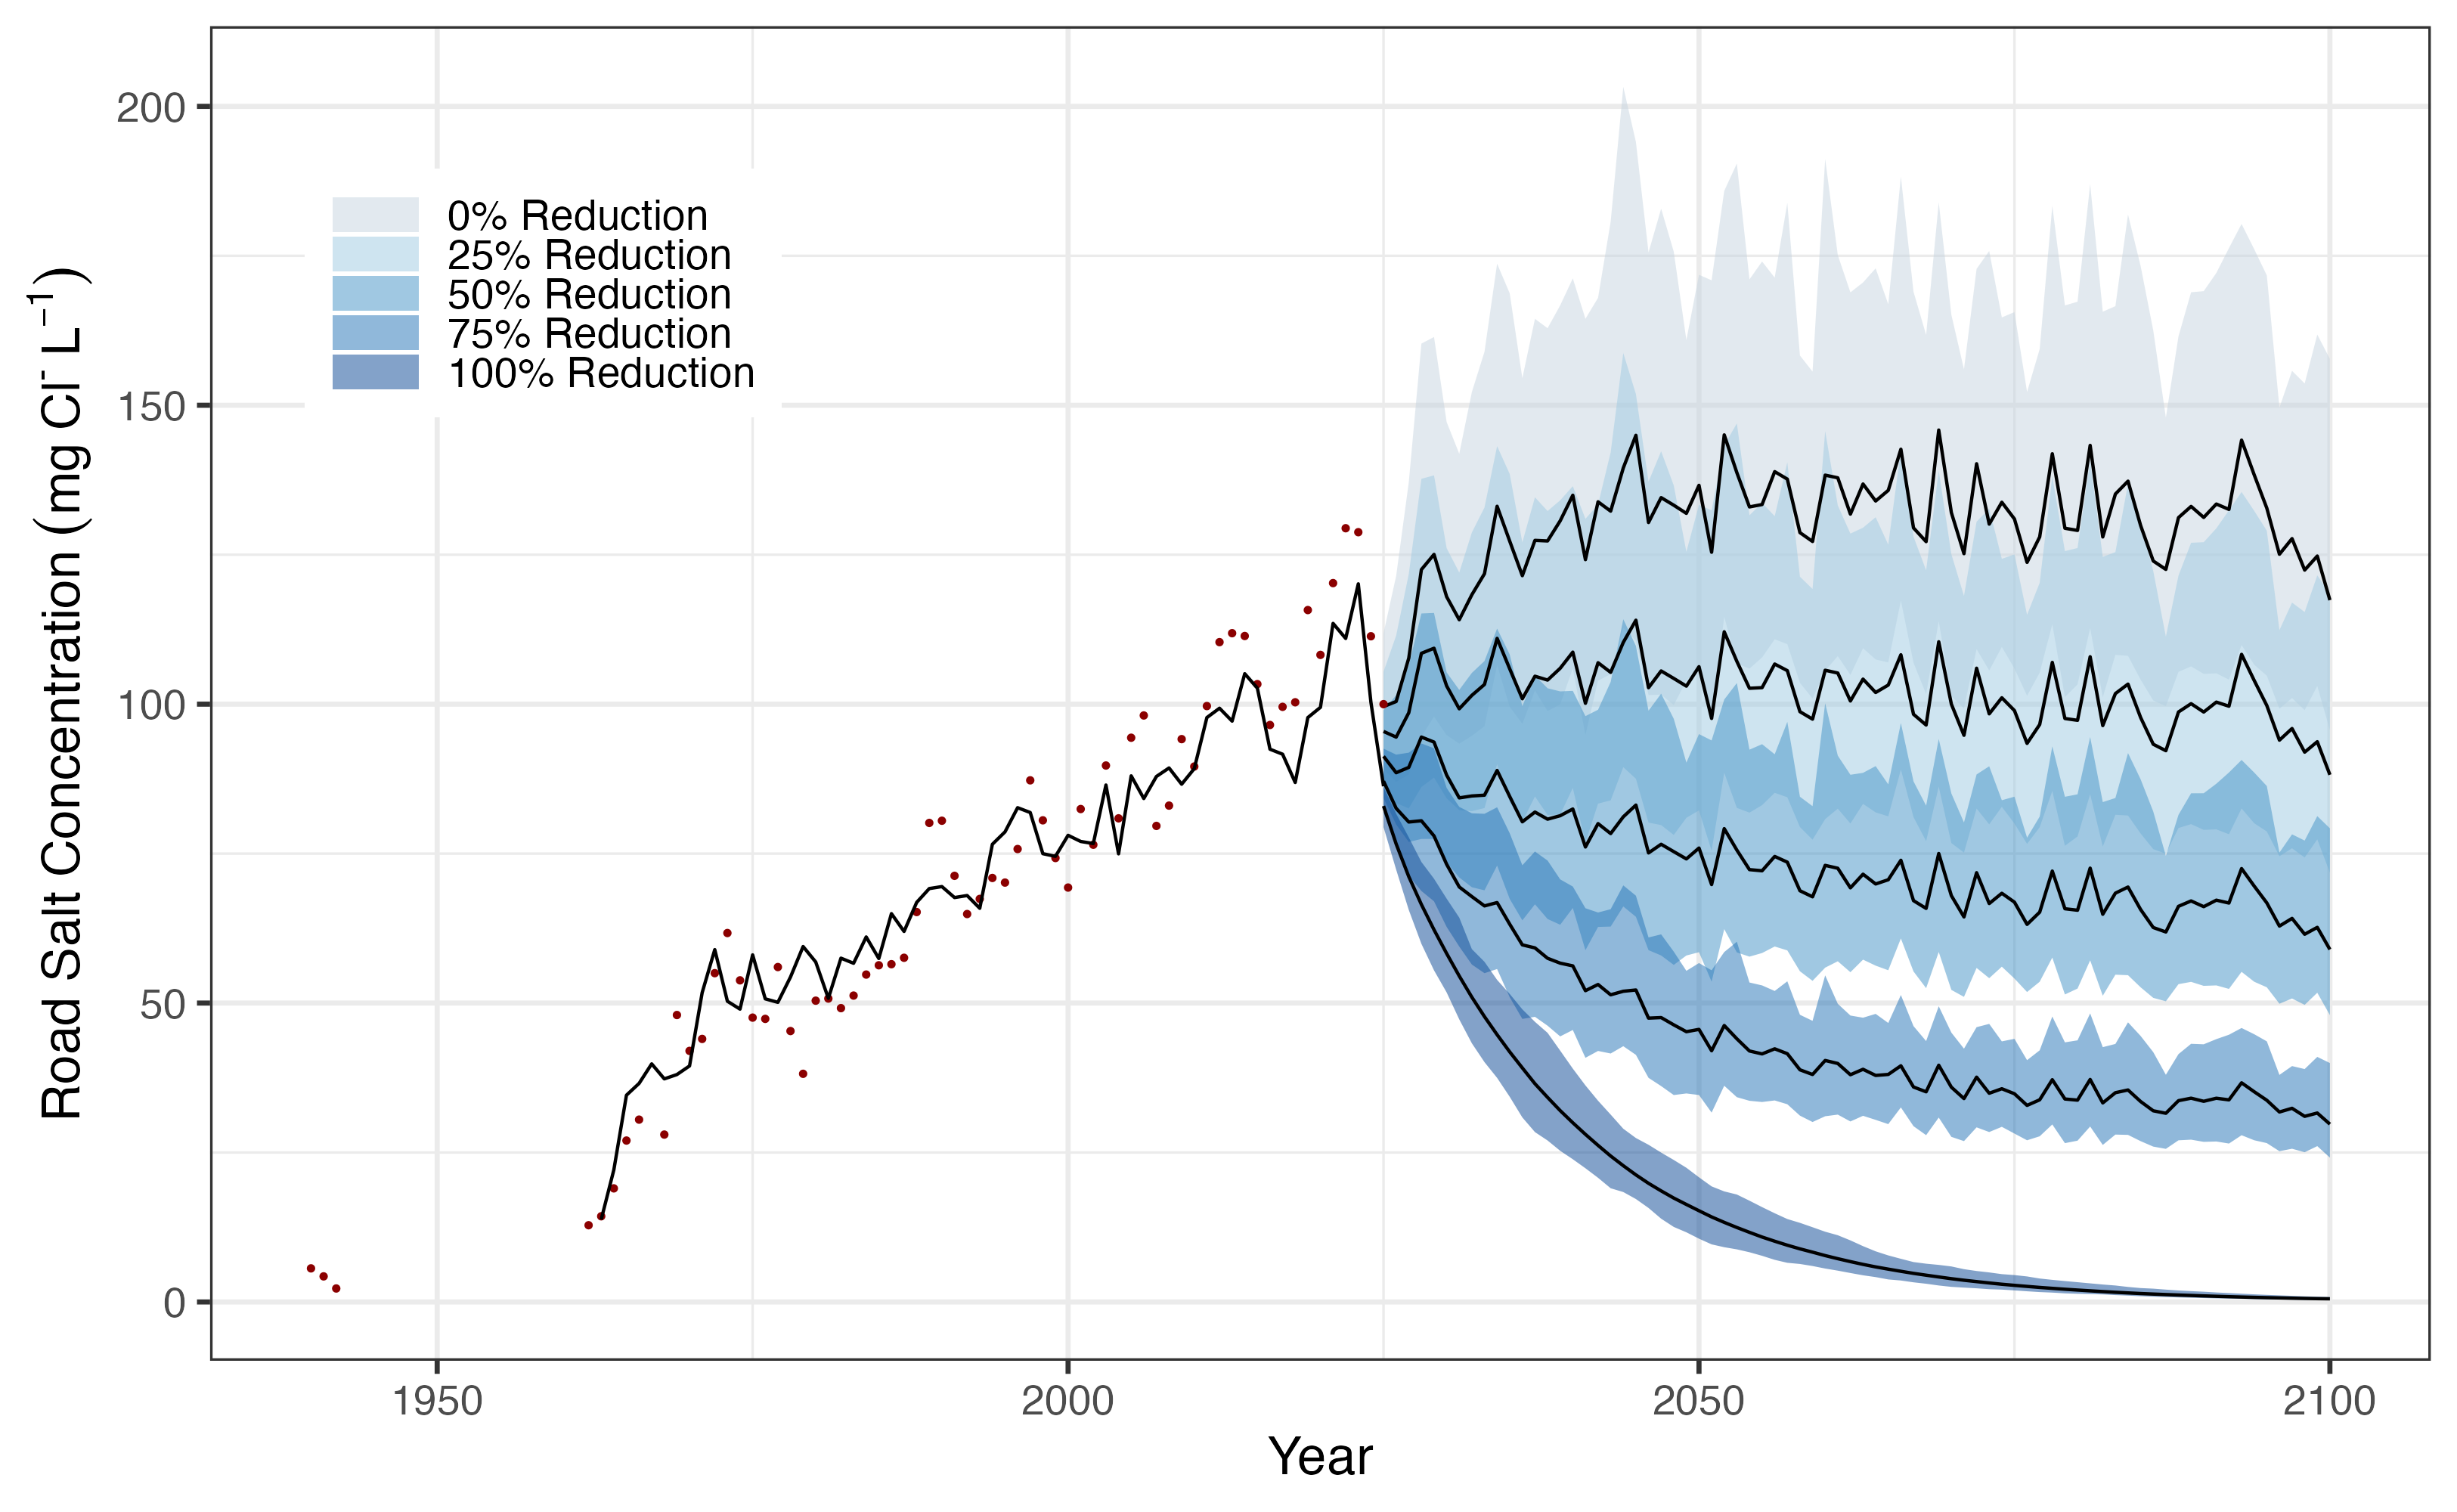 Road Salt Concentration (mg Cl⁻ L⁻¹)
200
150
100
50
0
0% Reduction
25% Reduction
50% Reduction
75% Reduction
100% Reduction
1950 2000 2050 2100
Year